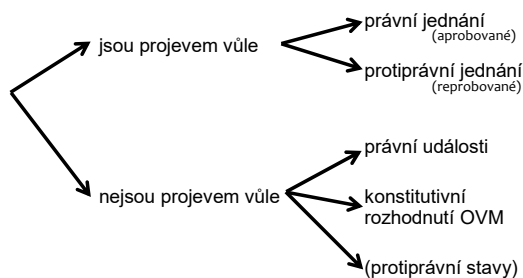 jsou projevem vůle
právní jednání
(aprobované)
protiprávní jednání
(reprobované)
nejsou projevem vůle
právní události
konstitutivní
rozhodnutí OVM
(protiprávní stavy)